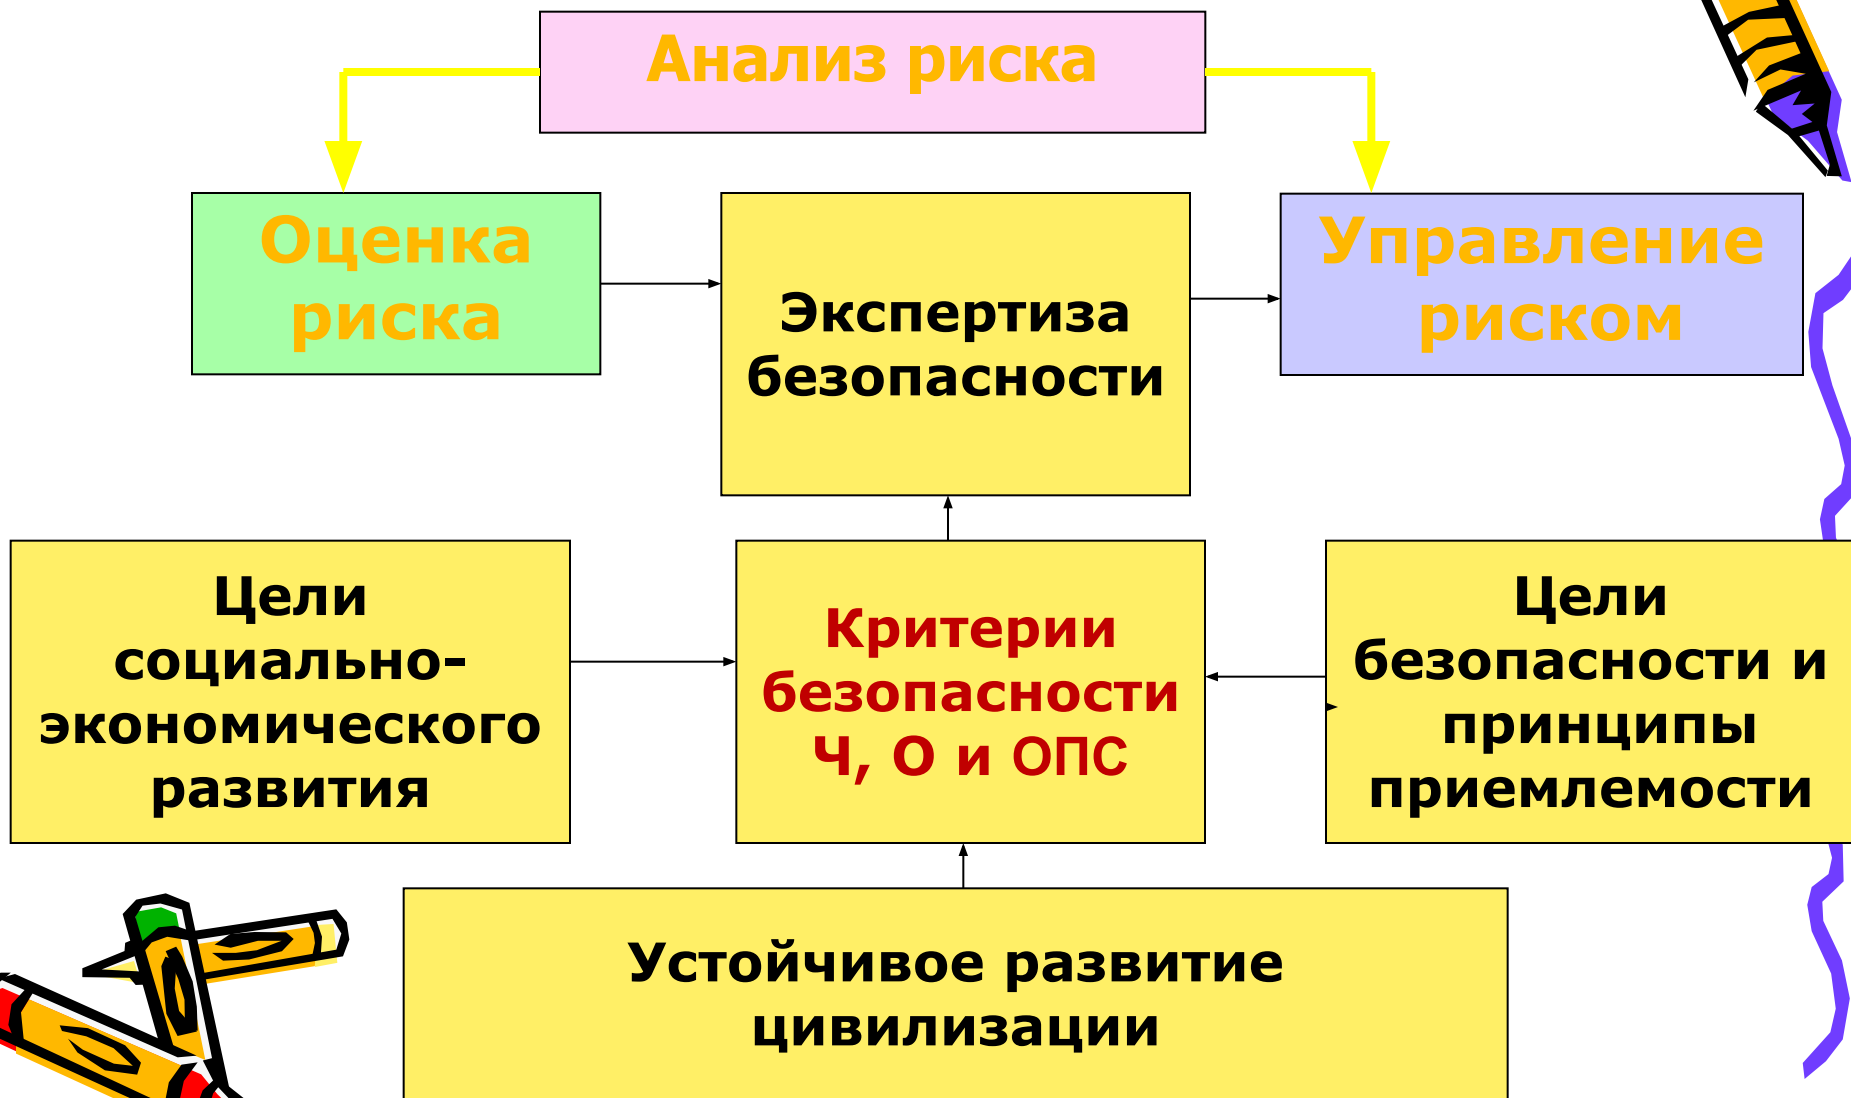 Анализ риска
Оценка
риска
Экспертиза
безопасности
Управление
риском
Цели
социально-
экономического
развития
Критерии
безопасности
Ч, О и ОПС
Цели
безопасности и
принципы
приемлемости
Устойчивое развитие
цивилизации